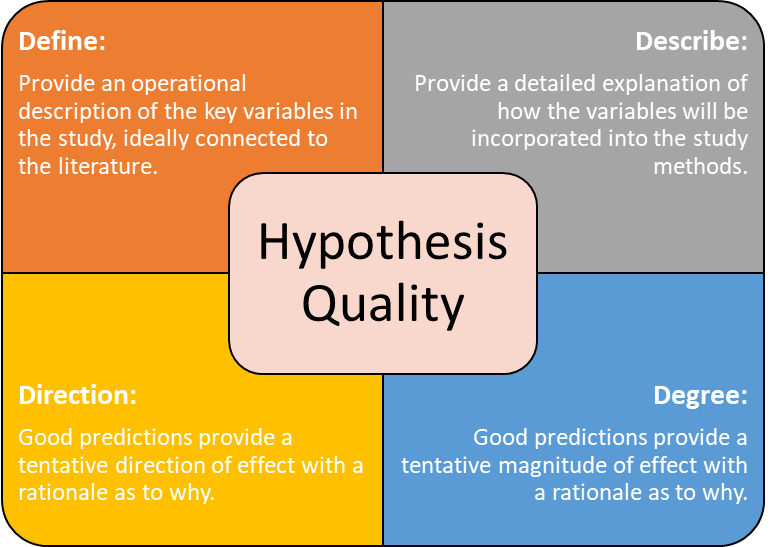 Define:
Provide an operational
description of the key variables in
the study, ideally connected to
the literature.
Describe:
Provide a detailed explanation of
how the variables will be
incorporated into the study
methods.
Hypothesis
Quality
Direction:
Good predictions provide a
tentative direction of effect with a
rationale as to why.
Degree:
Good predictions provide a
tentative magnitude of effect with
a rationale as to why.